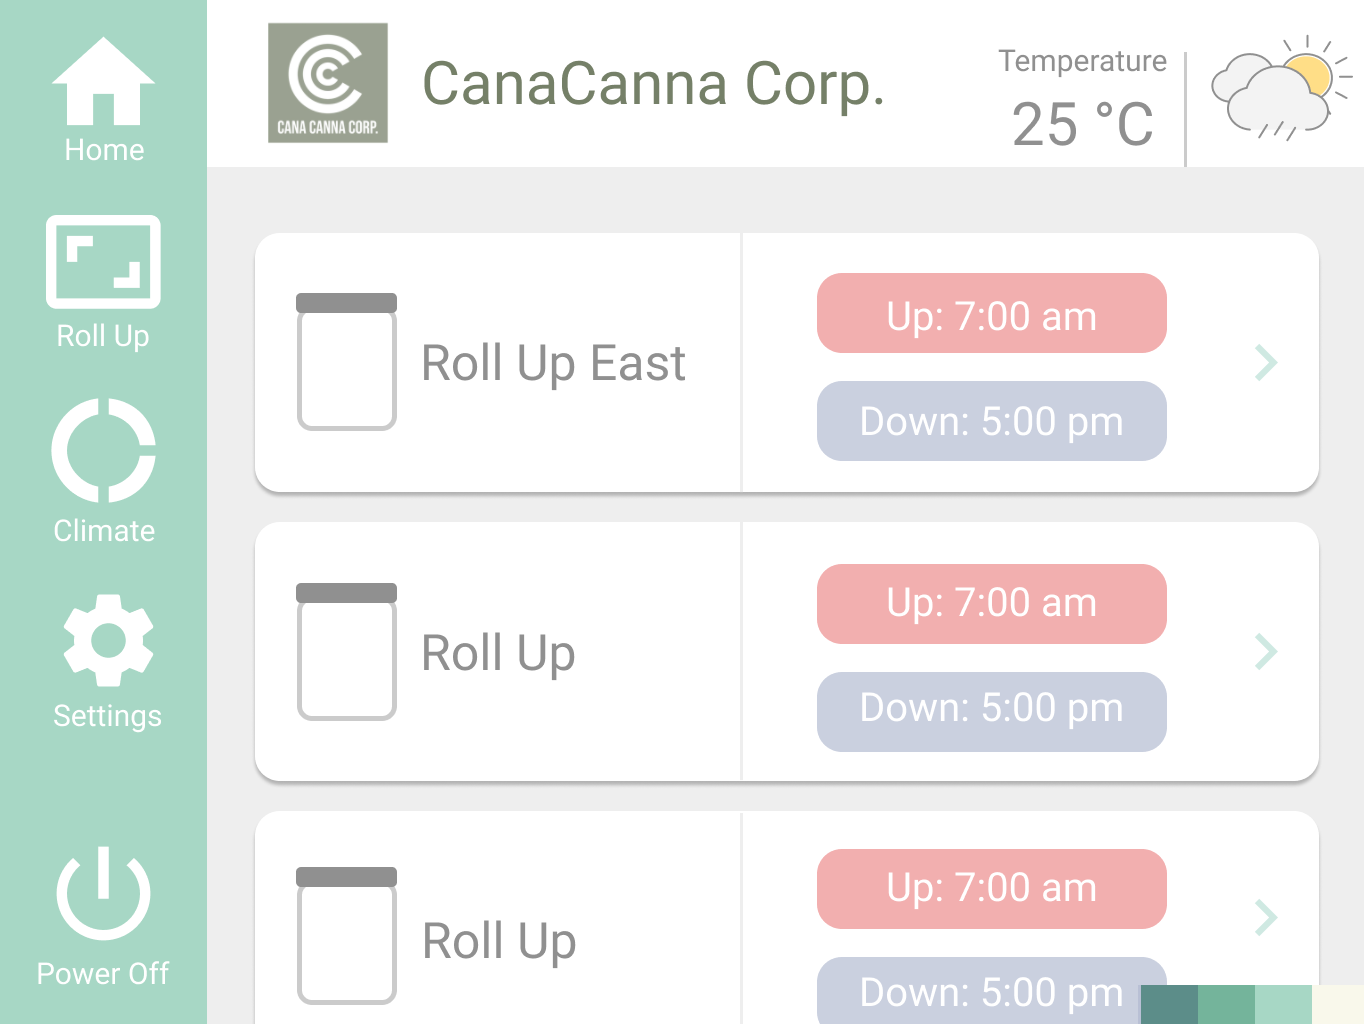 Home
Roll Up
Climate
Settings
Power Off
CANA CANNA CORP.
CanaCanna Corp.
Temperature
25 °C
Roll Up East
Up: 7:00 am
Down: 5:00 pm
Roll Up
Up: 7:00 am
Down: 5:00 pm
Roll Up
Up: 7:00 am
Down: 5:00 pm